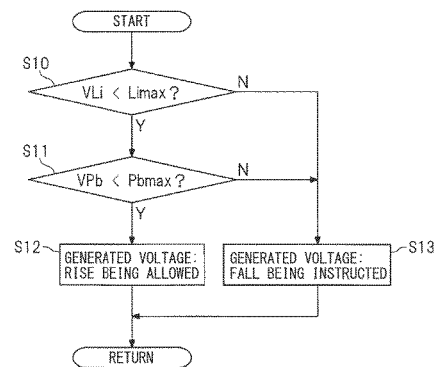 START
S10
VLi < Limax?
N
Y
S11
VPb < Pbmax?
N
Y
S12
GENERATED VOLTAGE:
RISE BEING ALLOWED
GENERATED VOLTAGE:
FALL BEING INSTRUCTED
S13
RETURN